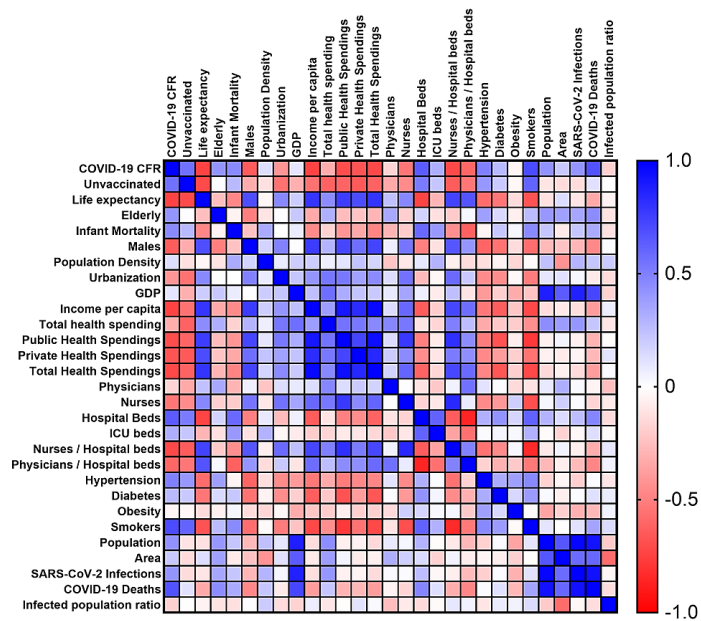 COVID-19 CFR
Unvaccinated
Life expectancy
Elderly
Infant Mortality
Males
Population Density
Urbanization
GDP
Income per capita
Total health spending
Public Health Spendings
Private Health Spendings
Total Health Spendings
Physicians
Nurses
Hospital Beds
ICU beds
Nurses / Hospital beds
Physicians / Hospital beds
Hypertension
Diabetes
Obesity
Smokers
Population
Area
SARS-CoV-2 Infections
COVID-19 Deaths
Infected population ratio
COVID-19 CFR
Unvaccinated
Life expectancy
Elderly
Infant Mortality
Males
Population Density
Urbanization
GDP
Income per capita
Total health spending
Public Health Spendings
Private Health Spendings
Total Health Spendings
Physicians
Nurses
Hospital Beds
ICU beds
Nurses / Hospital beds
Physicians / Hospital beds
Hypertension
Diabetes
Obesity
Smokers
Population
Area
SARS-CoV-2 Infections
COVID-19 Deaths
Infected population ratio
1.0
0.5
0
-0.5
-1.0